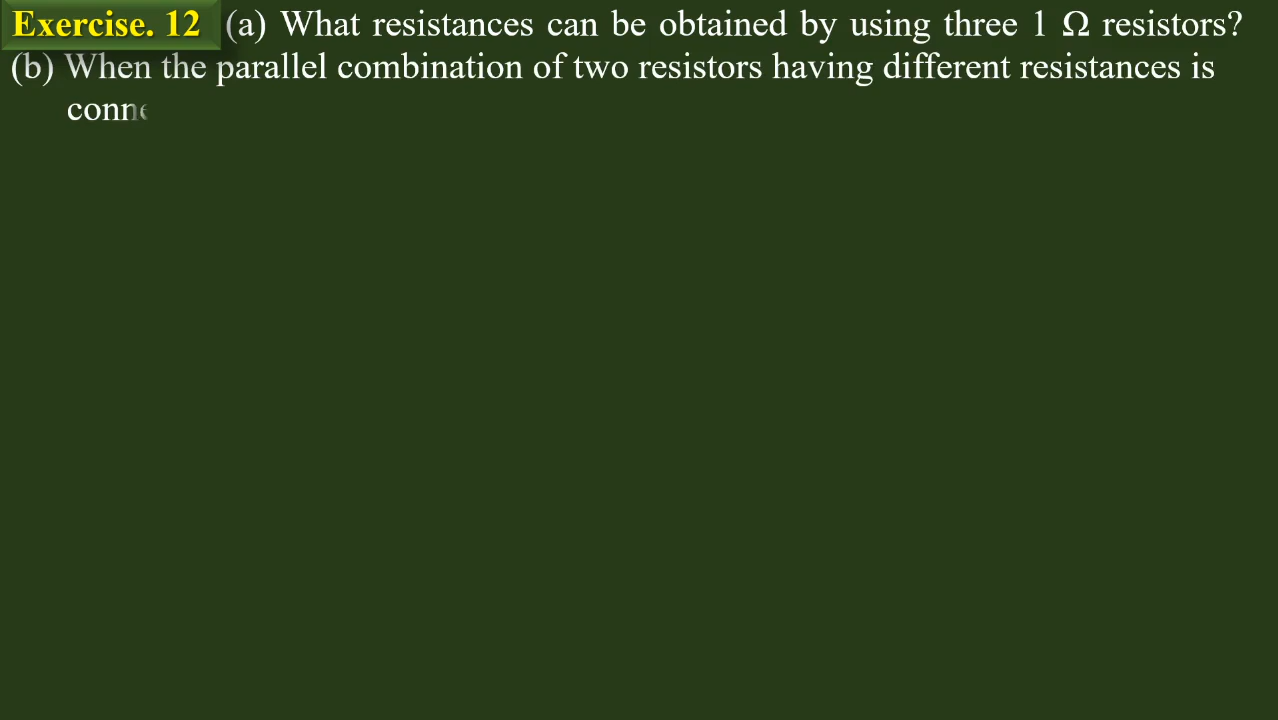 Exercise. 12 (a) What resistances can be obtained by using three 1 Ω resistors?
(b) When the parallel combination of two resistors having different resistances is